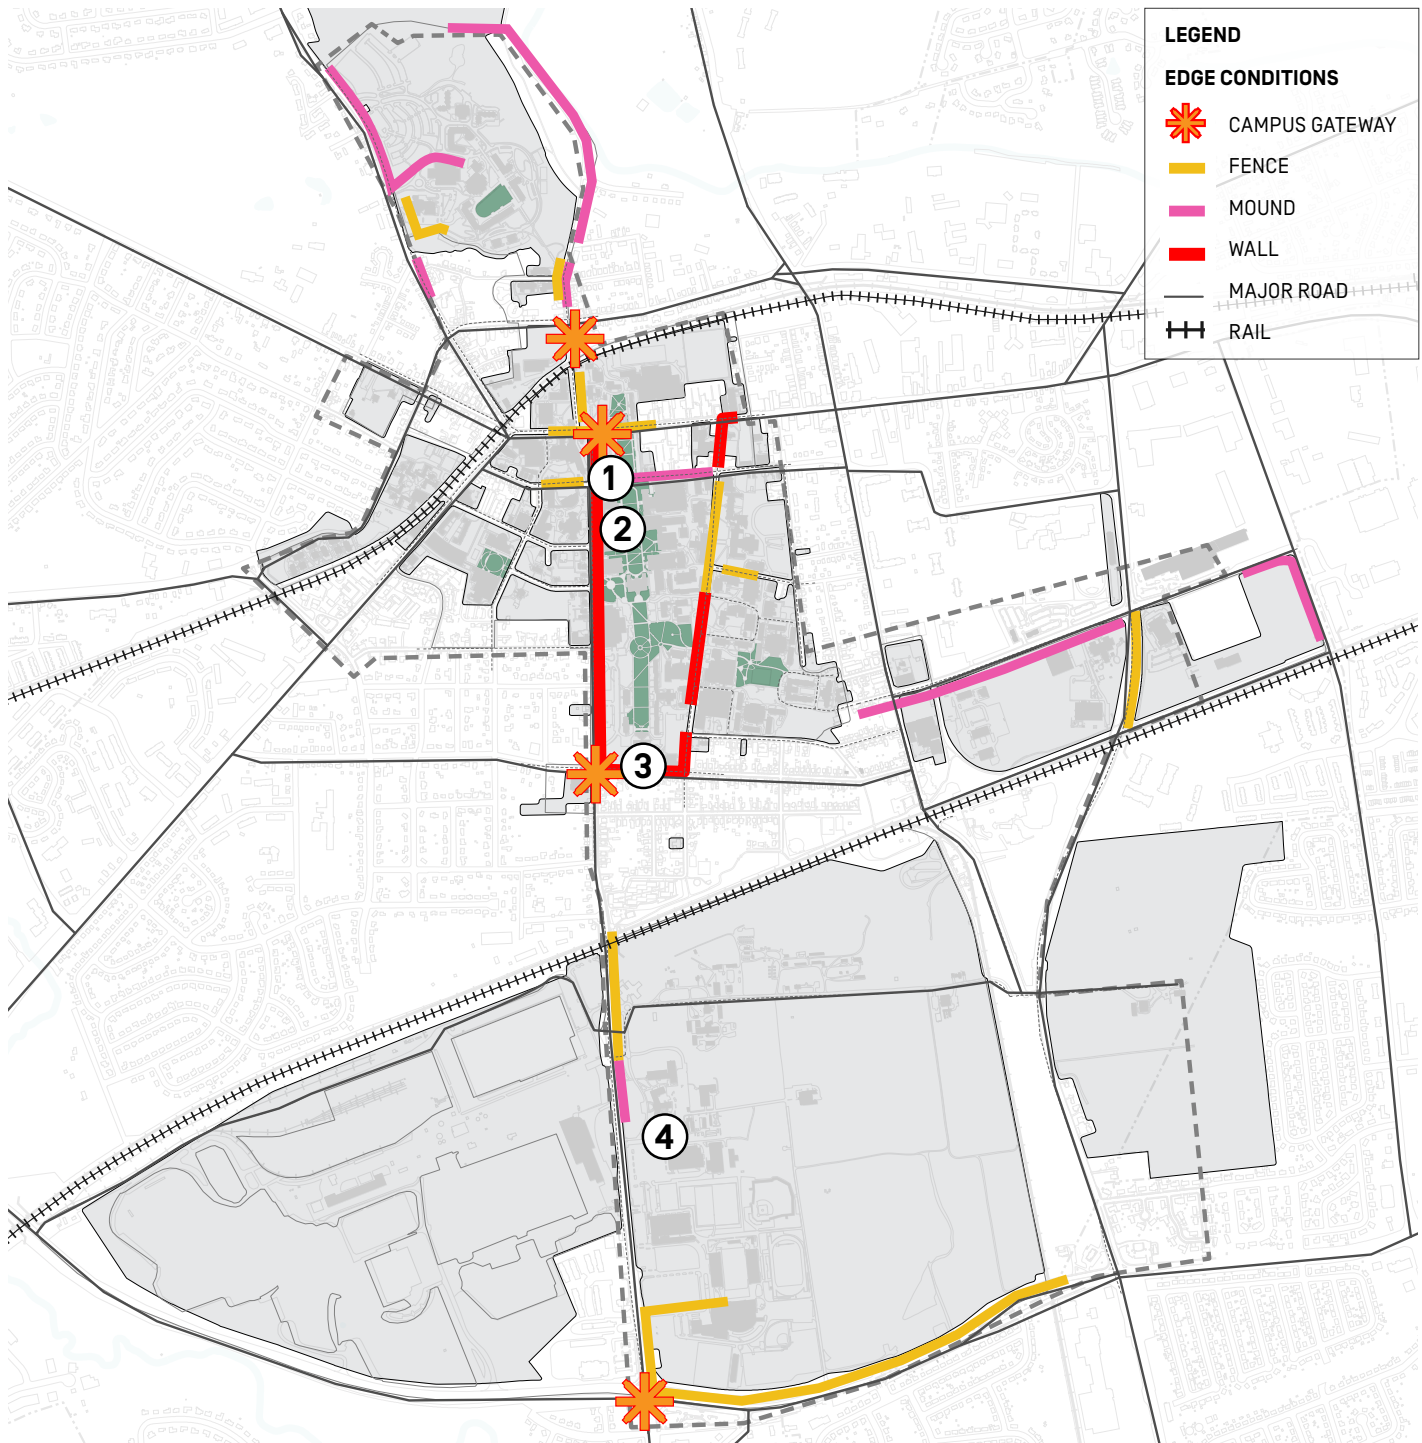 LEGEND
EDGE CONDITIONS
CAMPUS GATEWAY
FENCE
MOUND
WALL
MAJOR ROAD
RAIL
1
2
3
4